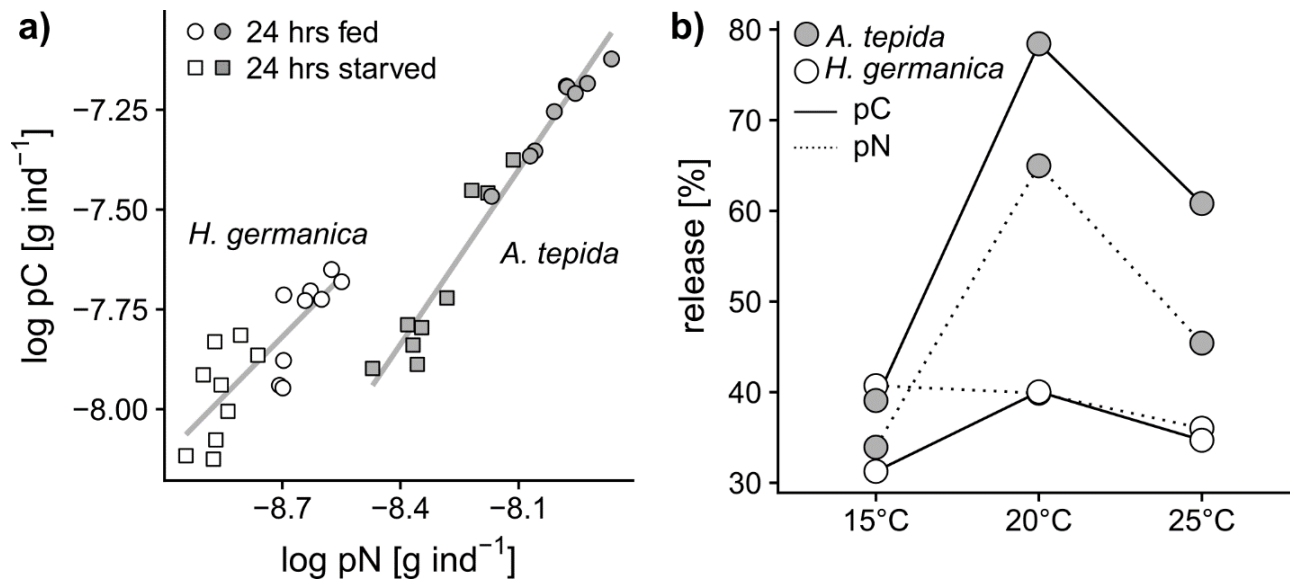 a)
24 hrs fed
24 hrs starved
−7.25
−7.50
−7.75
−8.00
log pC [g ind⁻¹]
H. germanica
A. tepida
−8.7
−8.4
−8.1
log pN [g ind⁻¹]
b)
A. tepida
H. germanica
pC
pN
80
70
60
50
40
30
release [%]
15°C
20°C
25°C